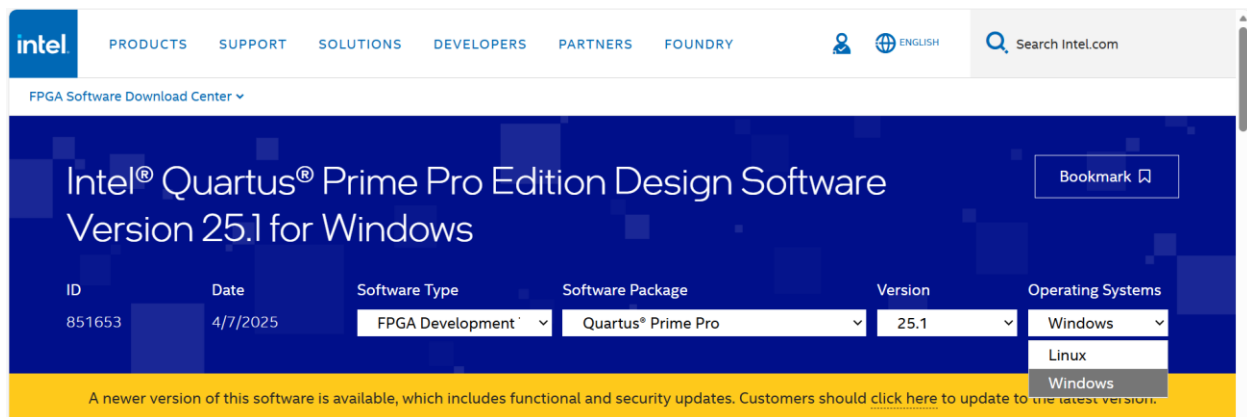 intel.
PRODUCTS SUPPORT SOLUTIONS DEVELOPERS PARTNERS FOUNDRY ENGLISH Search Intel.com
FPGA Software Download Center
Intel® Quartus® Prime Pro Edition Design Software
Version 25.1 for Windows
Bookmark
ID Date Software Type Software Package Version Operating Systems
851653 4/7/2025 FPGA Development Quartus® Prime Pro 25.1 Windows
Linux
Windows
A newer version of this software is available, which includes functional and security updates. Customers should click here to update to the latest version.